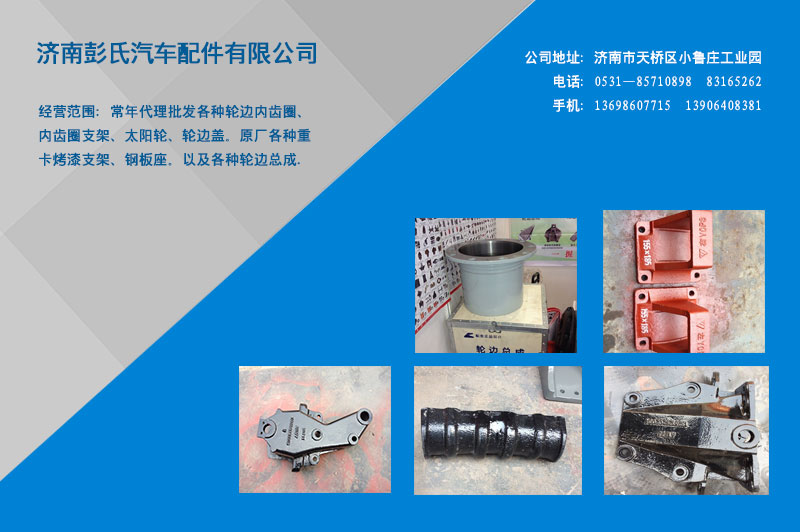 济南彭氏汽车配件有限公司
经营范围：常年代理批发各种轮边内齿圈、
内齿圈支架、太阳轮、轮边盖。原厂各种重
卡烤漆支架、钢板座。以及各种轮边总成.
公司地址：济南市天桥区小鲁庄工业园
电话：0531—85710898 83165262
手机：13698607715 13906408381
轮边总成
155×185
155×185